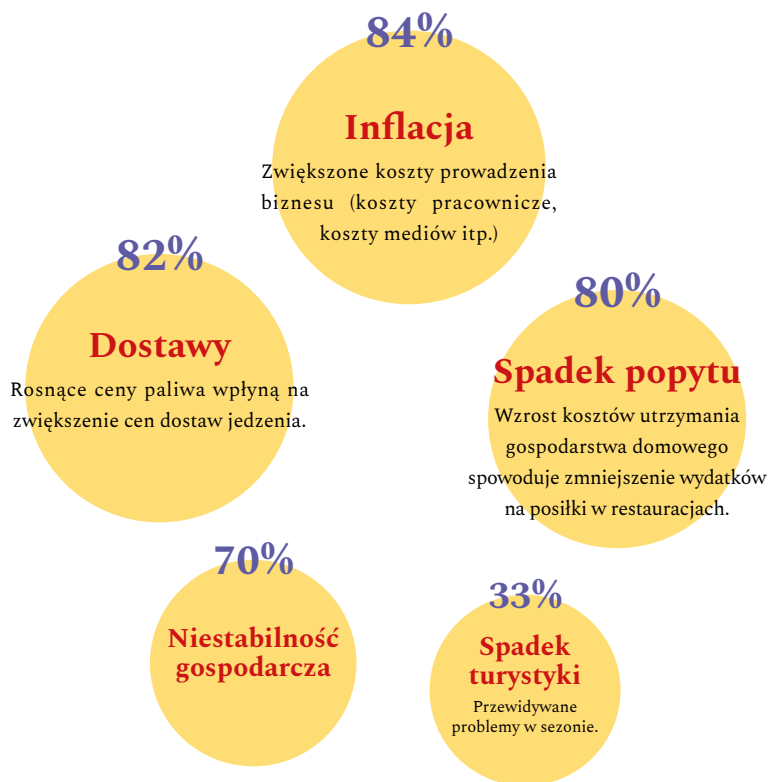 84%
Inflacja
Zwiększone koszty prowadzenia
biznesu (koszty pracownicze,
koszty mediów itp.)
82%
Dostawy
Rosnące ceny paliwa wpłyną na
zwiększenie cen dostaw jedzenia.
80%
Spadek popytu
Wzrost kosztów utrzymania
gospodarstwa domowego
spowoduje zmniejszenie wydatków
na posiłki w restauracjach.
70%
Niestabilność
gospodarcza
33%
Spadek
turystyki
Przewidywane
problemy w sezonie.